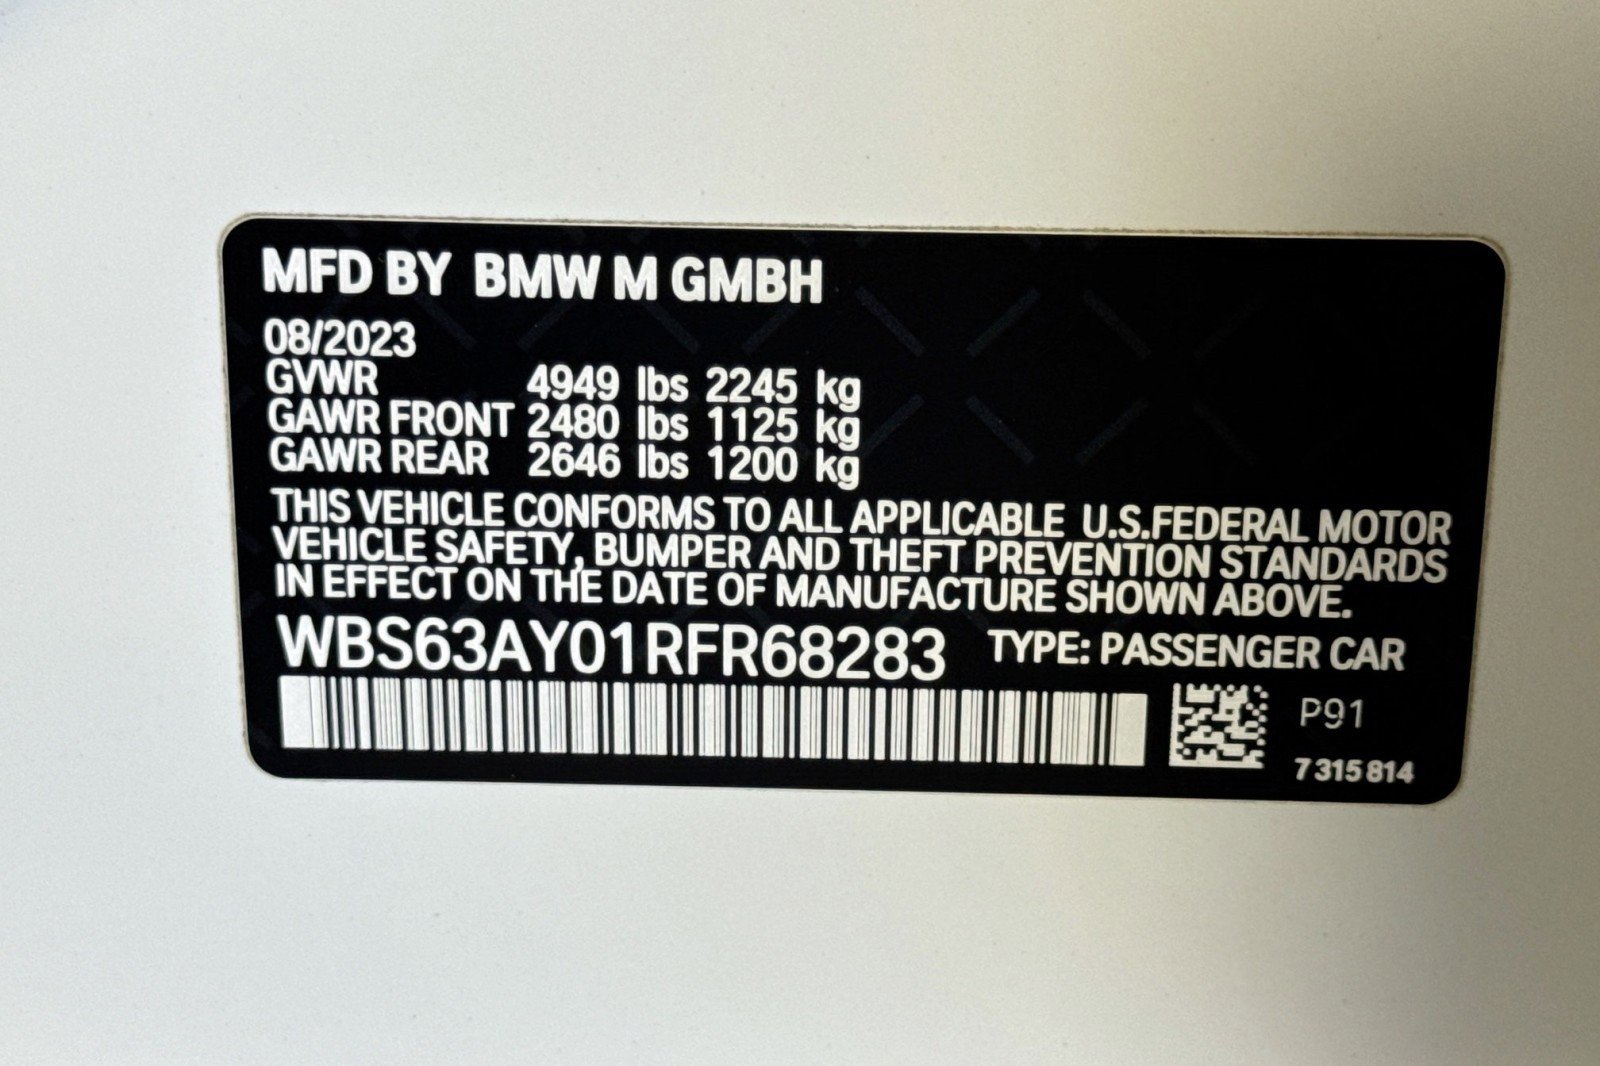 MFD BY BMW M GMBH
08/2023
GVWR 4949 lbs 2245 kg
GAWR FRONT 2480 lbs 1125 kg
GAWR REAR 2646 lbs 1200 kg
THIS VEHICLE CONFORMS TO ALL APPLICABLE U.S.FEDERAL MOTOR
VEHICLE SAFETY, BUMPER AND THEFT PREVENTION STANDARDS
IN EFFECT ON THE DATE OF MANUFACTURE SHOWN ABOVE.
WBS63AY01RFR68283 TYPE: PASSENGER CAR
P91
7315814